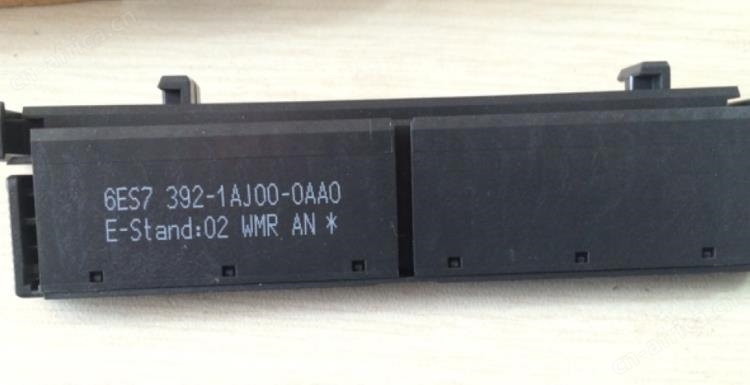 6ES7 392-1AJ00-0AA0
E-Stand:02 WMR AN *